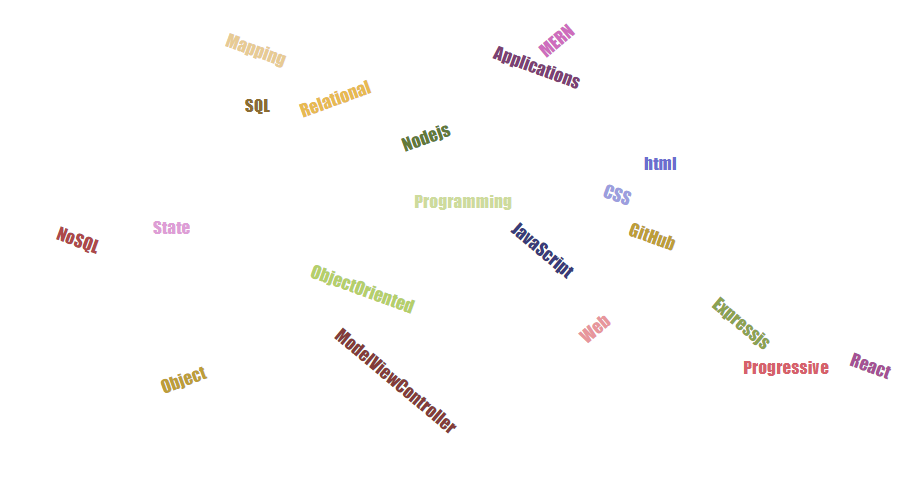 MERN
Mapping
Applications
Relational
SQL
Nodejs
html
CSS
Programming
State
GitHub
NoSQL
JavaScript
ObjectOriented
Expressjs
Web
React
Progressive
Object
ModelViewController